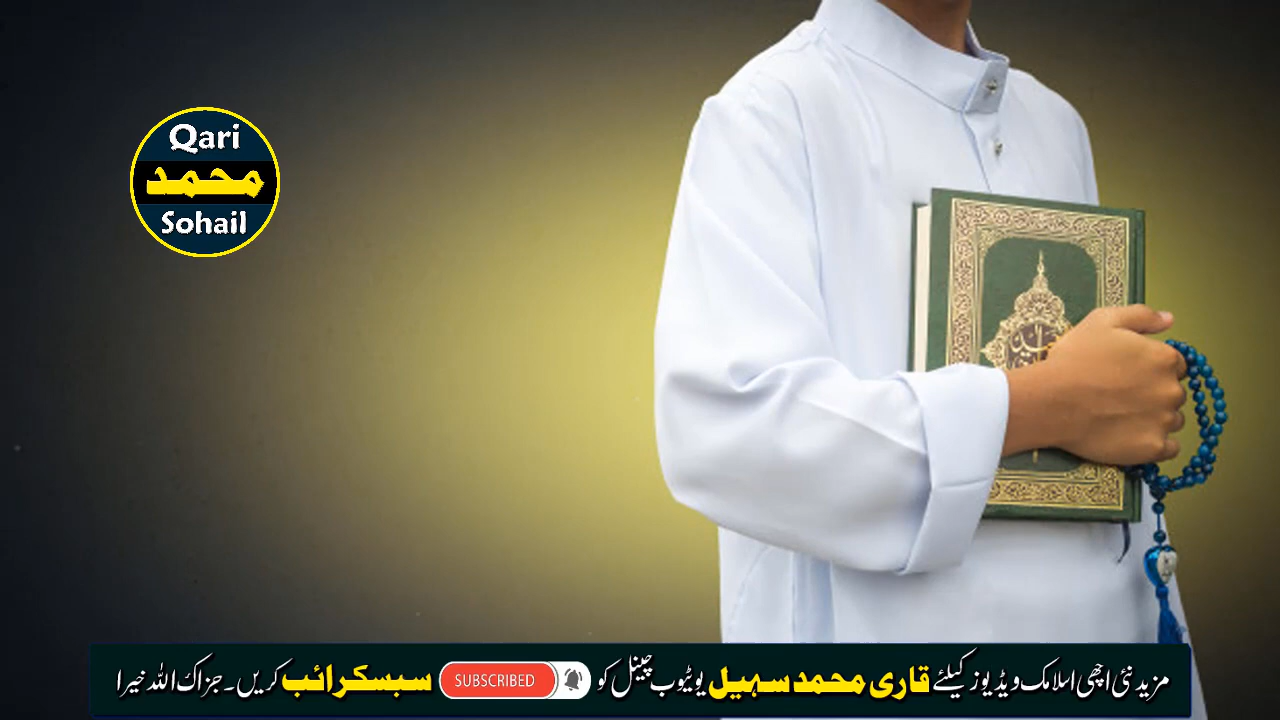 Qari
محمد
Sohail
مزید نئی اچھی اسلامک ویڈیوز کیلئے قاری محمد سہیل یوٹیوب چینل کو SUBSCRIBED سبسکرائب کریں۔ جزاک اللہ خیرا